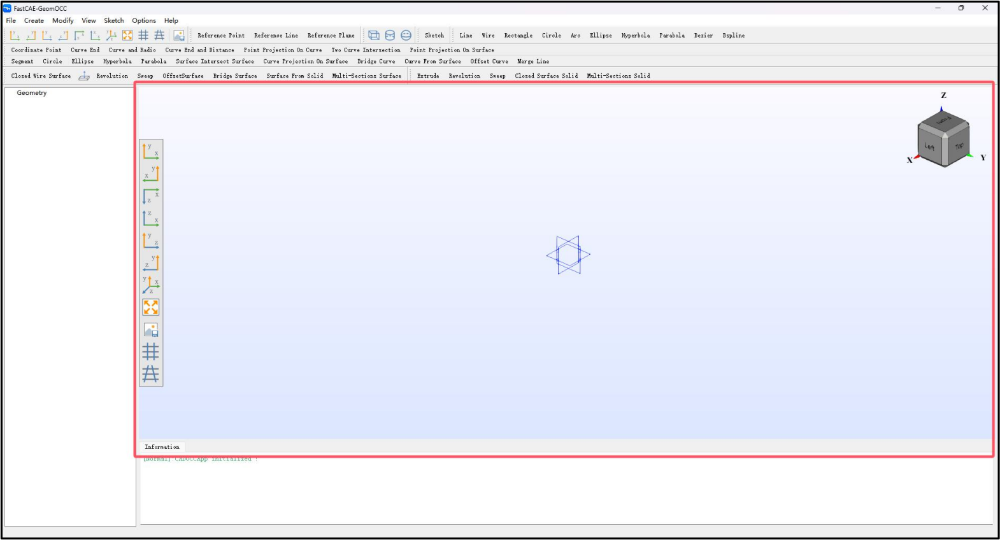 FastCAE-GeomOCC
File Create Modify View Sketch Options Help
Reference Point Reference Line Reference Plane Sketch Line Wire Rectangle Circle Arc Ellipse Hyperbola Parabola Bezier Bspline
Coordinate Point Curve End Curve and Radio Curve End and Distance Point Projection On Curve Two Curve Intersection Point Projection On Surface
Segment Circle Ellipse Hyperbola Parabola Surface Intersect Surface Curve Projection On Surface Bridge Curve Curve From Surface Offset Curve Merge Line
Closed Wire Surface Revolution Sweep OffsetSurface Bridge Surface Surface From Solid Multi-Sections Surface Extrude Revolution Sweep Closed Surface Solid Multi-Sections Solid
Geometry
Z
Front
Left Top
X Y
y
x
y
x
x
z
z
x
y
z
y
z
y
x
z
Information
[Normal]:CADOCCApp initialized !